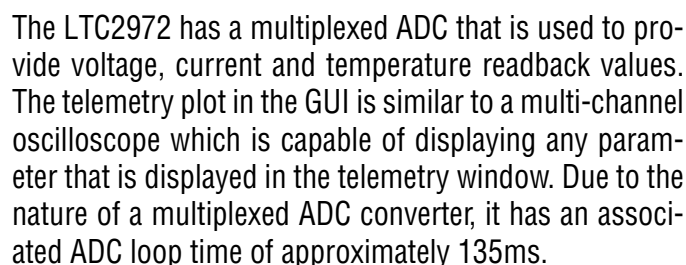 The LTC2972 has a multiplexed ADC that is used to pro-
vide voltage, current and temperature readback values.
The telemetry plot in the GUI is similar to a multi-channel
oscilloscope which is capable of displaying any param-
eter that is displayed in the telemetry window. Due to the
nature of a multiplexed ADC converter, it has an associ-
ated ADC loop time of approximately 135ms.